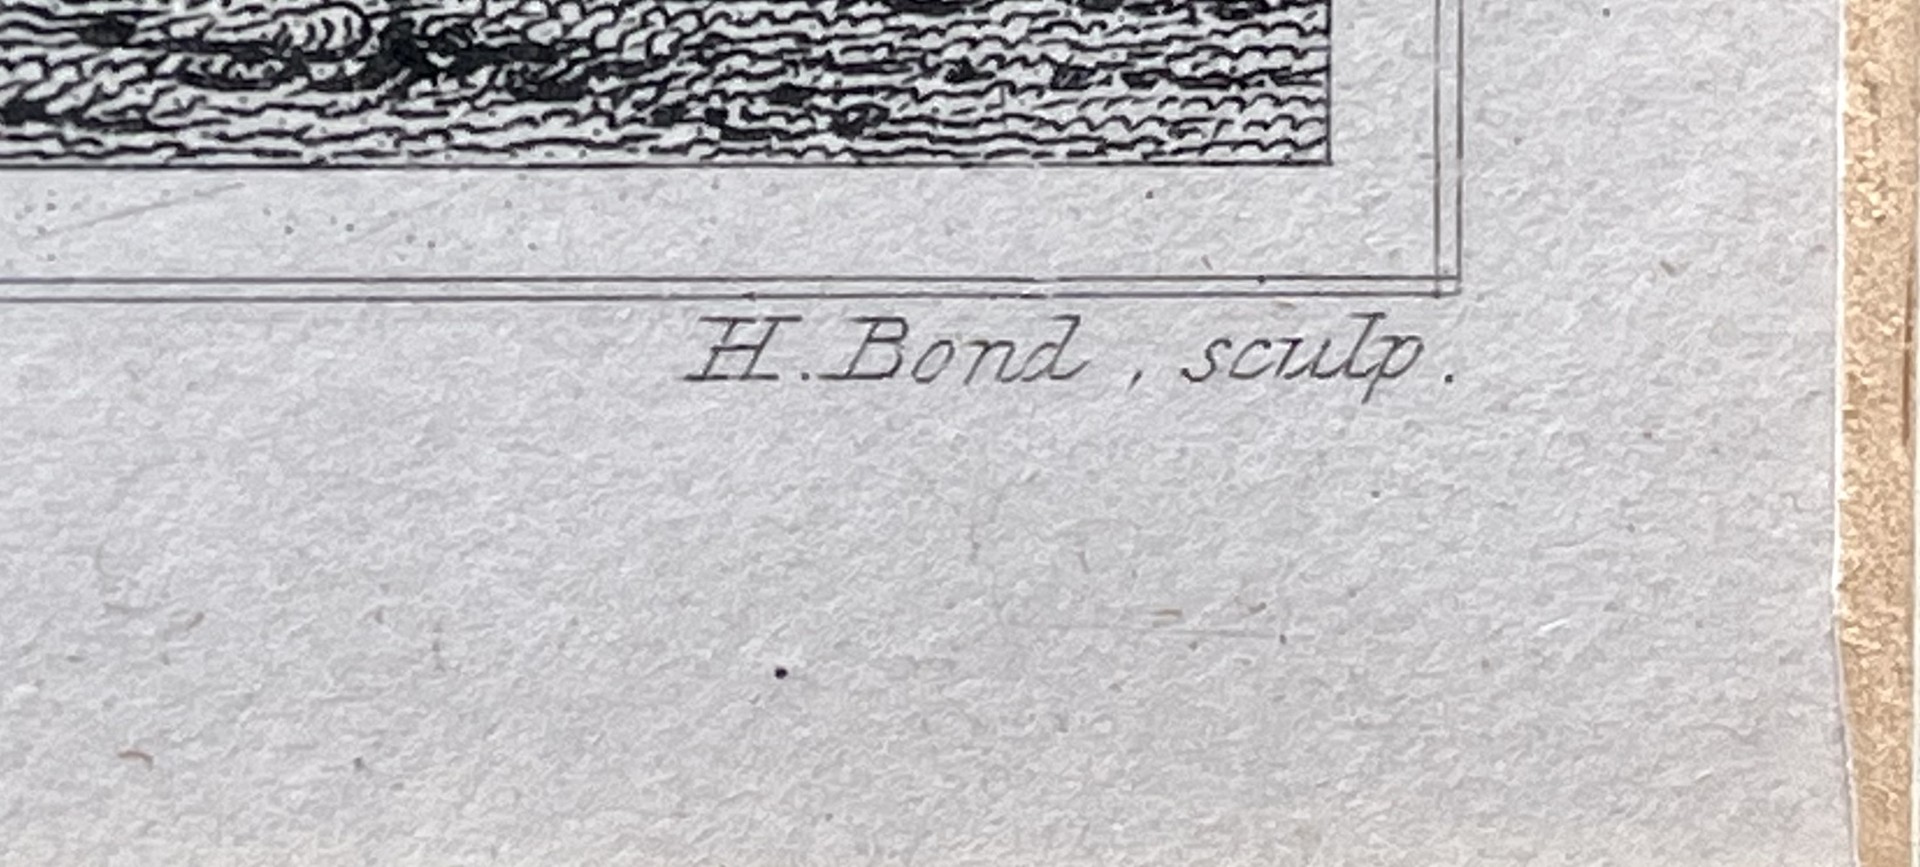 H. Bond, sculp.